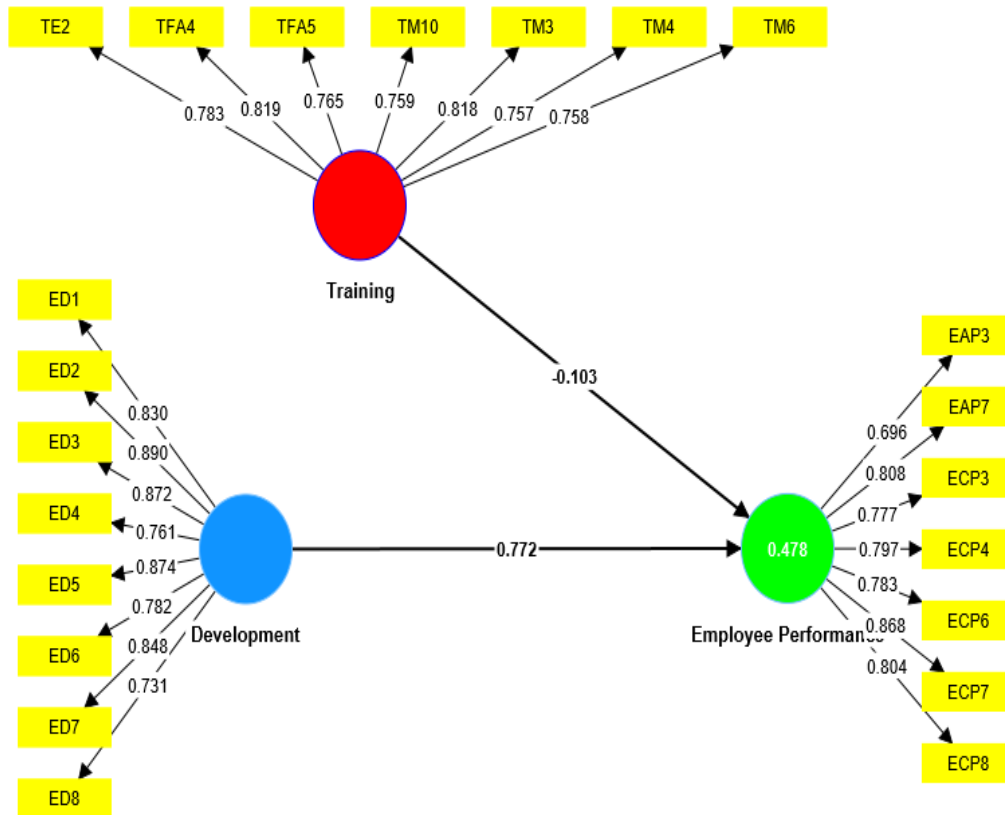 TE2 TFA4 TFA5 TM10 TM3 TM4 TM6
0.783 0.819 0.765 0.759 0.818 0.757 0.758
Training
ED1
ED2
ED3
ED4
ED5
ED6
ED7
ED8
0.830
0.890
0.872
0.761
0.874
0.782
0.848
0.731
Development
-0.103
0.772
0.478
Employee Performance
0.696
0.808
0.777
0.797
0.783
0.868
0.804
EAP3
EAP7
ECP3
ECP4
ECP6
ECP7
ECP8